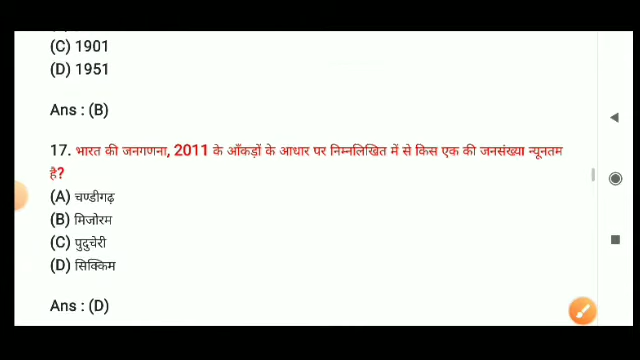 (C) 1901
(D) 1951
Ans : (B)
17. भारत की जनगणना, 2011 के आँकड़ों के आधार पर निम्नलिखित में से किस एक की जनसंख्या न्यूनतम
है?
(A) चण्डीगढ़
(B) मिजोरम
(C) पुदुचेरी
(D) सिक्किम
Ans : (D)